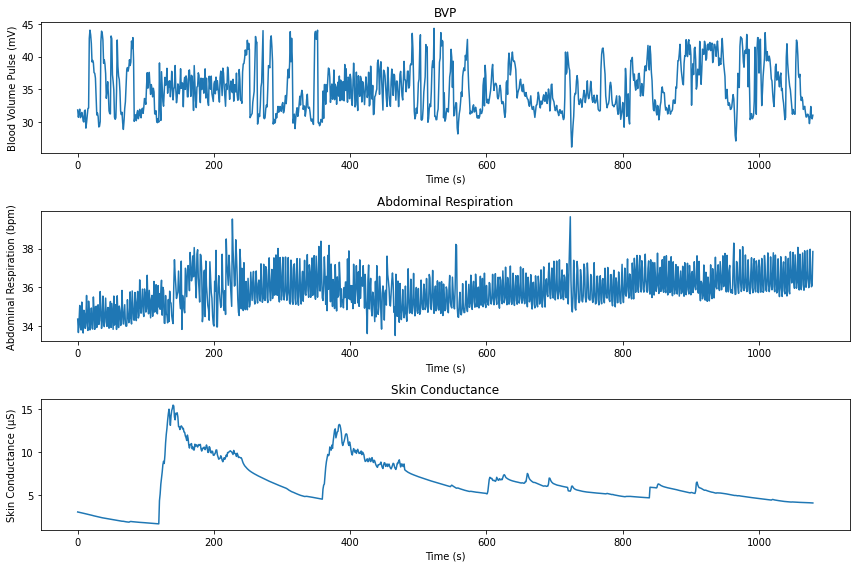 BVP
Blood Volume Pulse (mV)
45
40
35
30
0 200 400 600 800 1000
Time (s)
Abdominal Respiration
Abdominal Respiration (bpm)
38
36
34
0 200 400 600 800 1000
Time (s)
Skin Conductance
Skin Conductance (μS)
15
10
5
0 200 400 600 800 1000
Time (s)